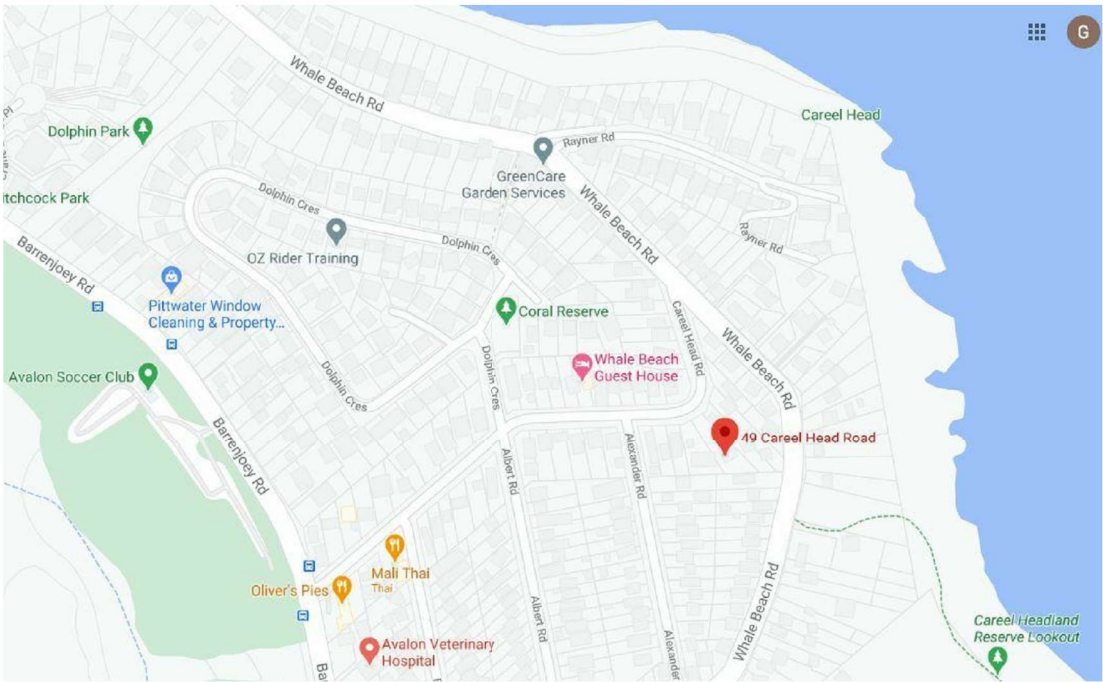 G
Whale Beach Rd
Careel Head
Dolphin Park
Rayner Rd
GreenCare
Garden Services
itchcock Park
Dolphin Cres
Whale Beach Rd
Rayner Rd
Dolphin Cres
OZ Rider Training
Barrenjoey Rd
Pittwater Window
Cleaning & Property...
Coral Reserve
Careel Head Rd
Whale Beach Rd
Whale Beach
Guest House
Dolphin Cres
Avalon Soccer Club
Dolphin Cres
49 Careel Head Road
Barrenjoey Rd
Albert Rd
Alexander Rd
Mali Thai
Thai
Oliver's Pies
Albert Rd
Whale Beach Rd
Careel Headland
Reserve Lookout
Alexander
Avalon Veterinary
Hospital
Ba